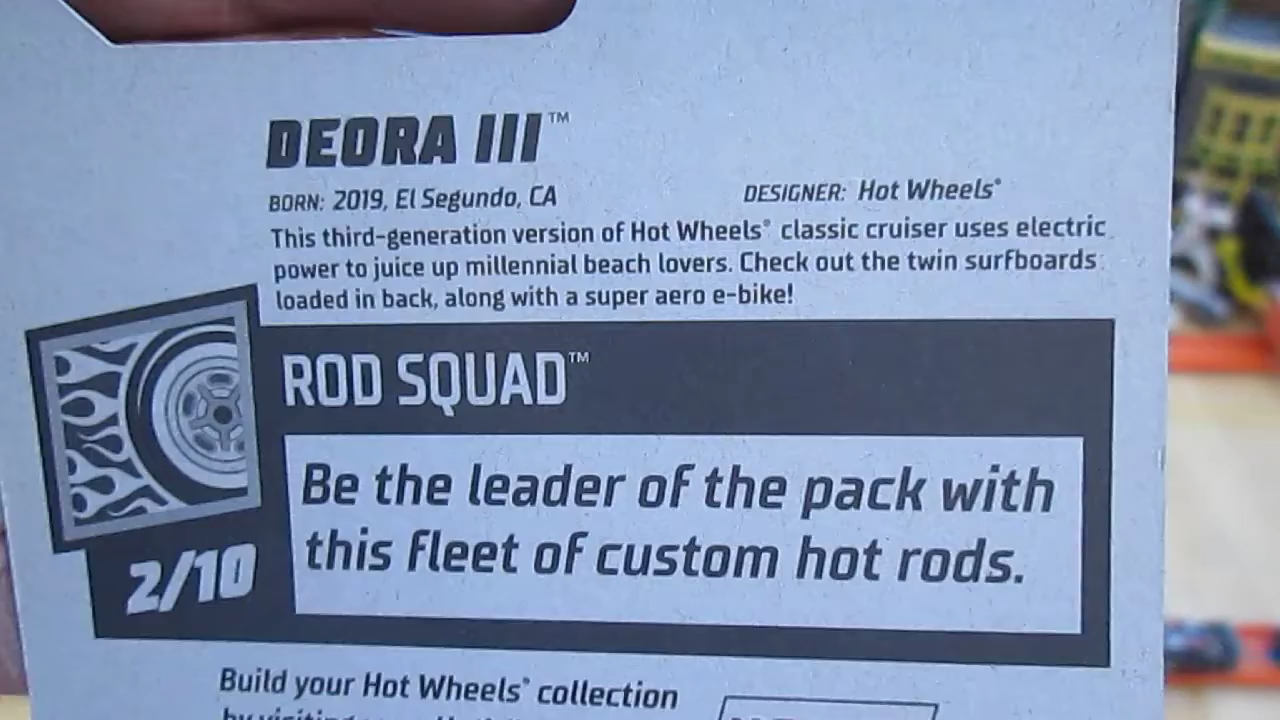 DEORA III™
BORN: 2019, El Segundo, CA DESIGNER: Hot Wheels®
This third-generation version of Hot Wheels® classic cruiser uses electric
power to juice up millennial beach lovers. Check out the twin surfboards
loaded in back, along with a super aero e-bike!
ROD SQUAD™
Be the leader of the pack with
this fleet of custom hot rods.
2/10
Build your Hot Wheels® collection
by visiting